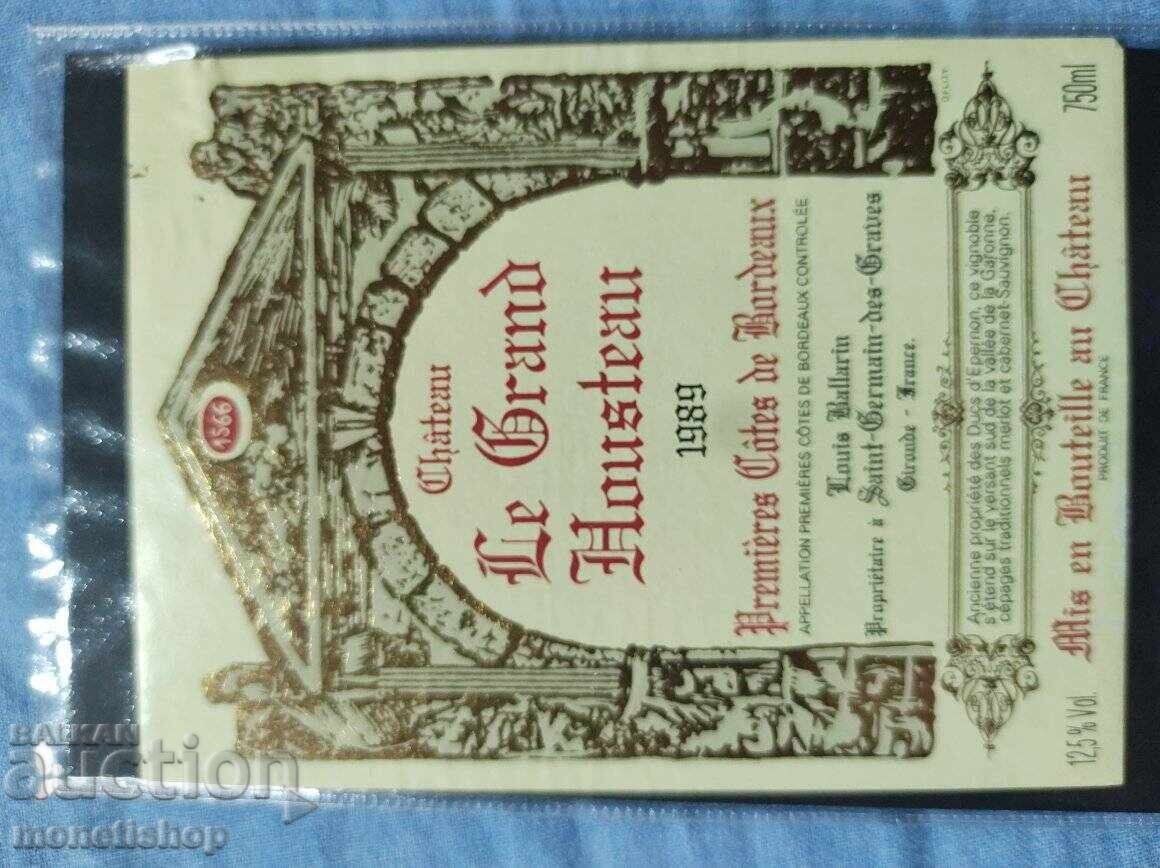 1566
Château
Le Grand
Housteau
1989
Premières Côtes de Bordeaux
APPELLATION PREMIÈRES CÔTES DE BORDEAUX CONTROLÉE
Louis Ballarin
Propriétaire à Saint-Germain-des-Graves
Gironde - France.
Ancienne propriété des Ducs d'Epernon, ce vignoble
s'étend sur le versant sud de la vallée de la Garonne,
cépages traditionnels merlot et cabernet-Sauvignon.
12,5 % Vol.
Mis en Bouteille au Château
750ml
PRODUIT DE FRANCE
BALKAN
auction
monetishop